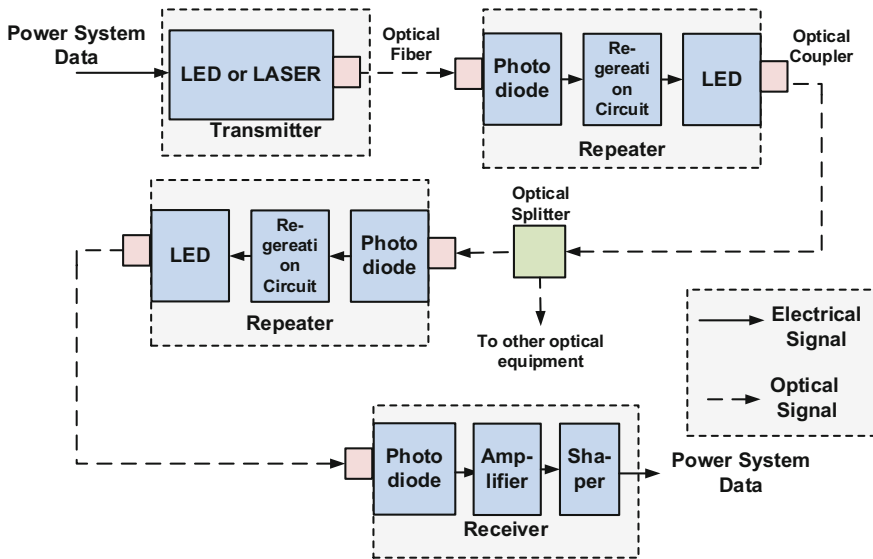 Power System
Data
LED or LASER
Transmitter
Optical
Fiber
Photo
diode
Re-
gereati
on
Circuit
LED
Repeater
Optical
Coupler
LED
Re-
gereati
on
Circuit
Photo
diode
Repeater
Optical
Splitter
To other optical
equipment
Electrical
Signal
Optical
Signal
Photo
diode
Amp-
lifier
Sha-
per
Receiver
Power System
Data